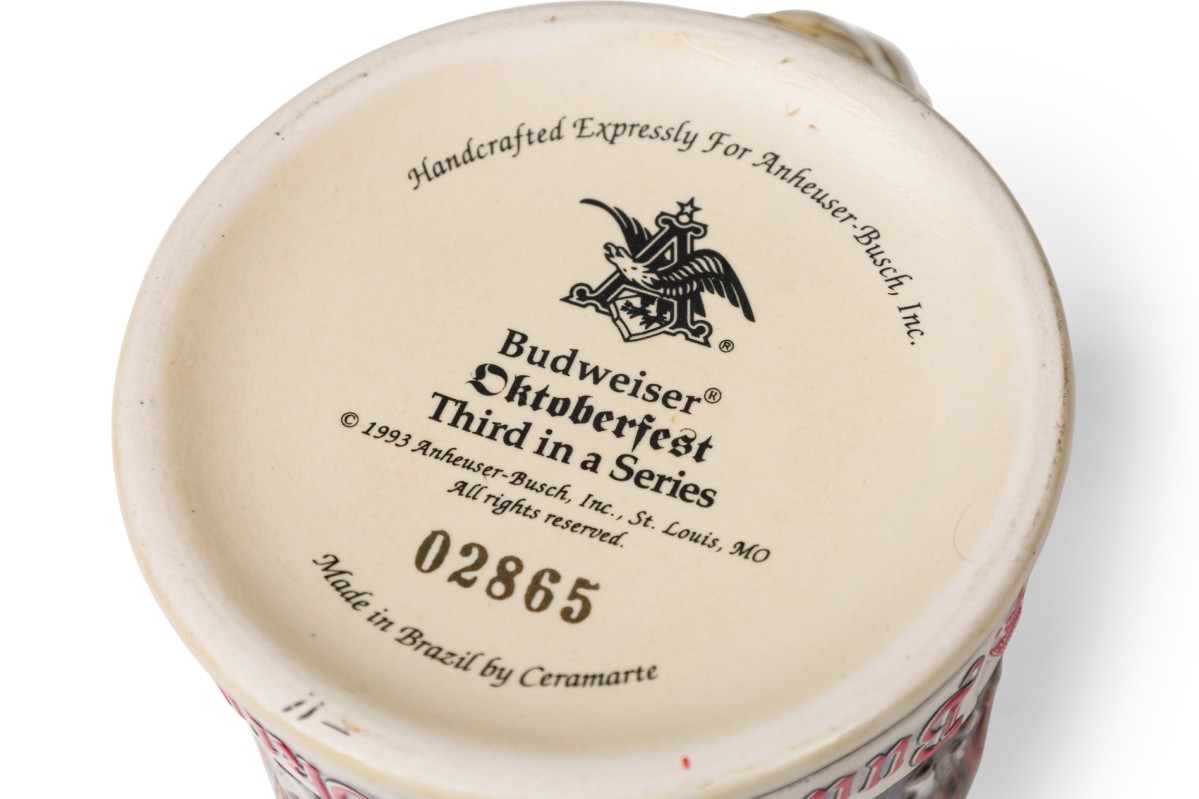 Handcrafted Expressly For Anheuser-Busch, Inc.
A
®
Budweiser®
Oktoberfest
Third in a Series
© 1993 Anheuser-Busch, Inc., St. Louis, MO
All rights reserved.
02865
Made in Brazil by Ceramarte